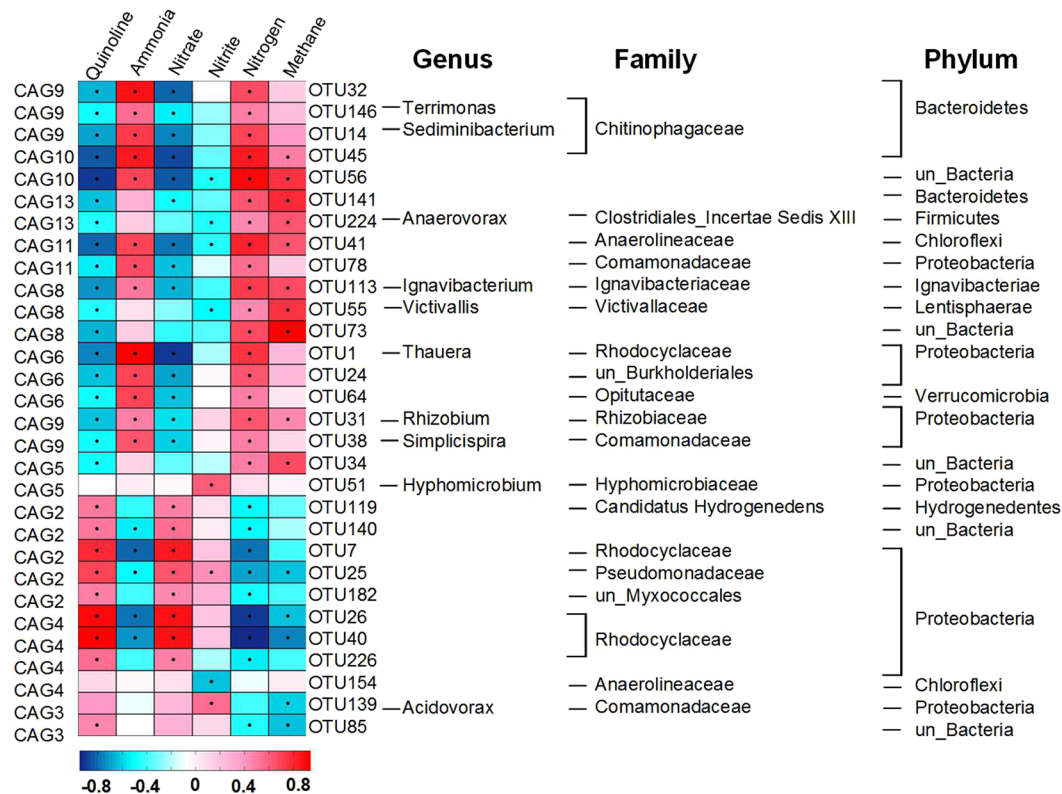 Quinoline Ammonia Nitrate Nitrite Nitrogen Methane
Genus Family Phylum
CAG9 OTU32
CAG9 OTU146 Terrimonas Bacteroidetes
CAG9 OTU14 Sediminibacterium Chitinophagaceae
CAG10 OTU45
CAG10 OTU56 un_Bacteria
CAG13 OTU141 Bacteroidetes
CAG13 OTU224 Anaerovorax Clostridiales_Incertae Sedis XIII Firmicutes
CAG11 OTU41 Anaerolineaceae Chloroflexi
CAG11 OTU78 Comamonadaceae Proteobacteria
CAG8 OTU113 Ignavibacterium Ignavibacteriaceae Ignavibacteriae
CAG8 OTU55 Victivallis Victivallaceae Lentisphaerae
CAG8 OTU73 un_Bacteria
CAG6 OTU1 Thauera Rhodocyclaceae Proteobacteria
CAG6 OTU24 un_Burkholderiales
CAG6 OTU64 Opitutaceae Verrucomicrobia
CAG9 OTU31 Rhizobium Rhizobiaceae Proteobacteria
CAG9 OTU38 Simplicispira Comamonadaceae
CAG5 OTU34 un_Bacteria
CAG5 OTU51 Hyphomicrobium Hyphomicrobiaceae Proteobacteria
CAG2 OTU119 Candidatus Hydrogenedens Hydrogenedentes
CAG2 OTU140 un_Bacteria
CAG2 OTU7 Rhodocyclaceae
CAG2 OTU25 Pseudomonadaceae
CAG2 OTU182 un_Myxococcales
CAG4 OTU26 Proteobacteria
CAG4 OTU40 Rhodocyclaceae
CAG4 OTU226
CAG4 OTU154 Anaerolineaceae Chloroflexi
CAG3 OTU139 Acidovorax Comamonadaceae Proteobacteria
CAG3 OTU85 un_Bacteria
-0.8 -0.4 0 0.4 0.8